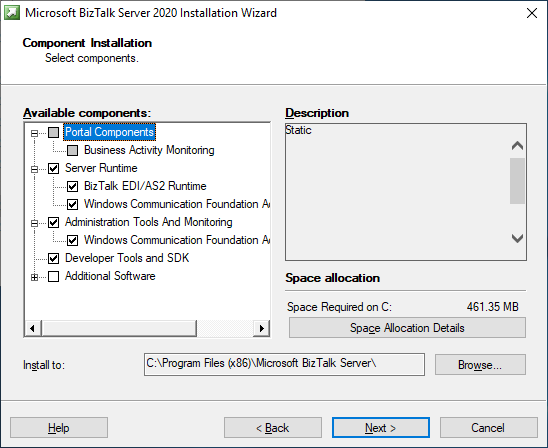 Microsoft BizTalk Server 2020 Installation Wizard
Component Installation
Select components.
Available components:
Portal Components
Business Activity Monitoring
Server Runtime
BizTalk EDI/AS2 Runtime
Windows Communication Foundation A
Administration Tools And Monitoring
Windows Communication Foundation A
Developer Tools and SDK
Additional Software
Description
Static
Space allocation
Space Required on C: 461.35 MB
Space Allocation Details
Install to: C:\Program Files (x86)\Microsoft BizTalk Server\ Browse...
Help < Back Next > Cancel